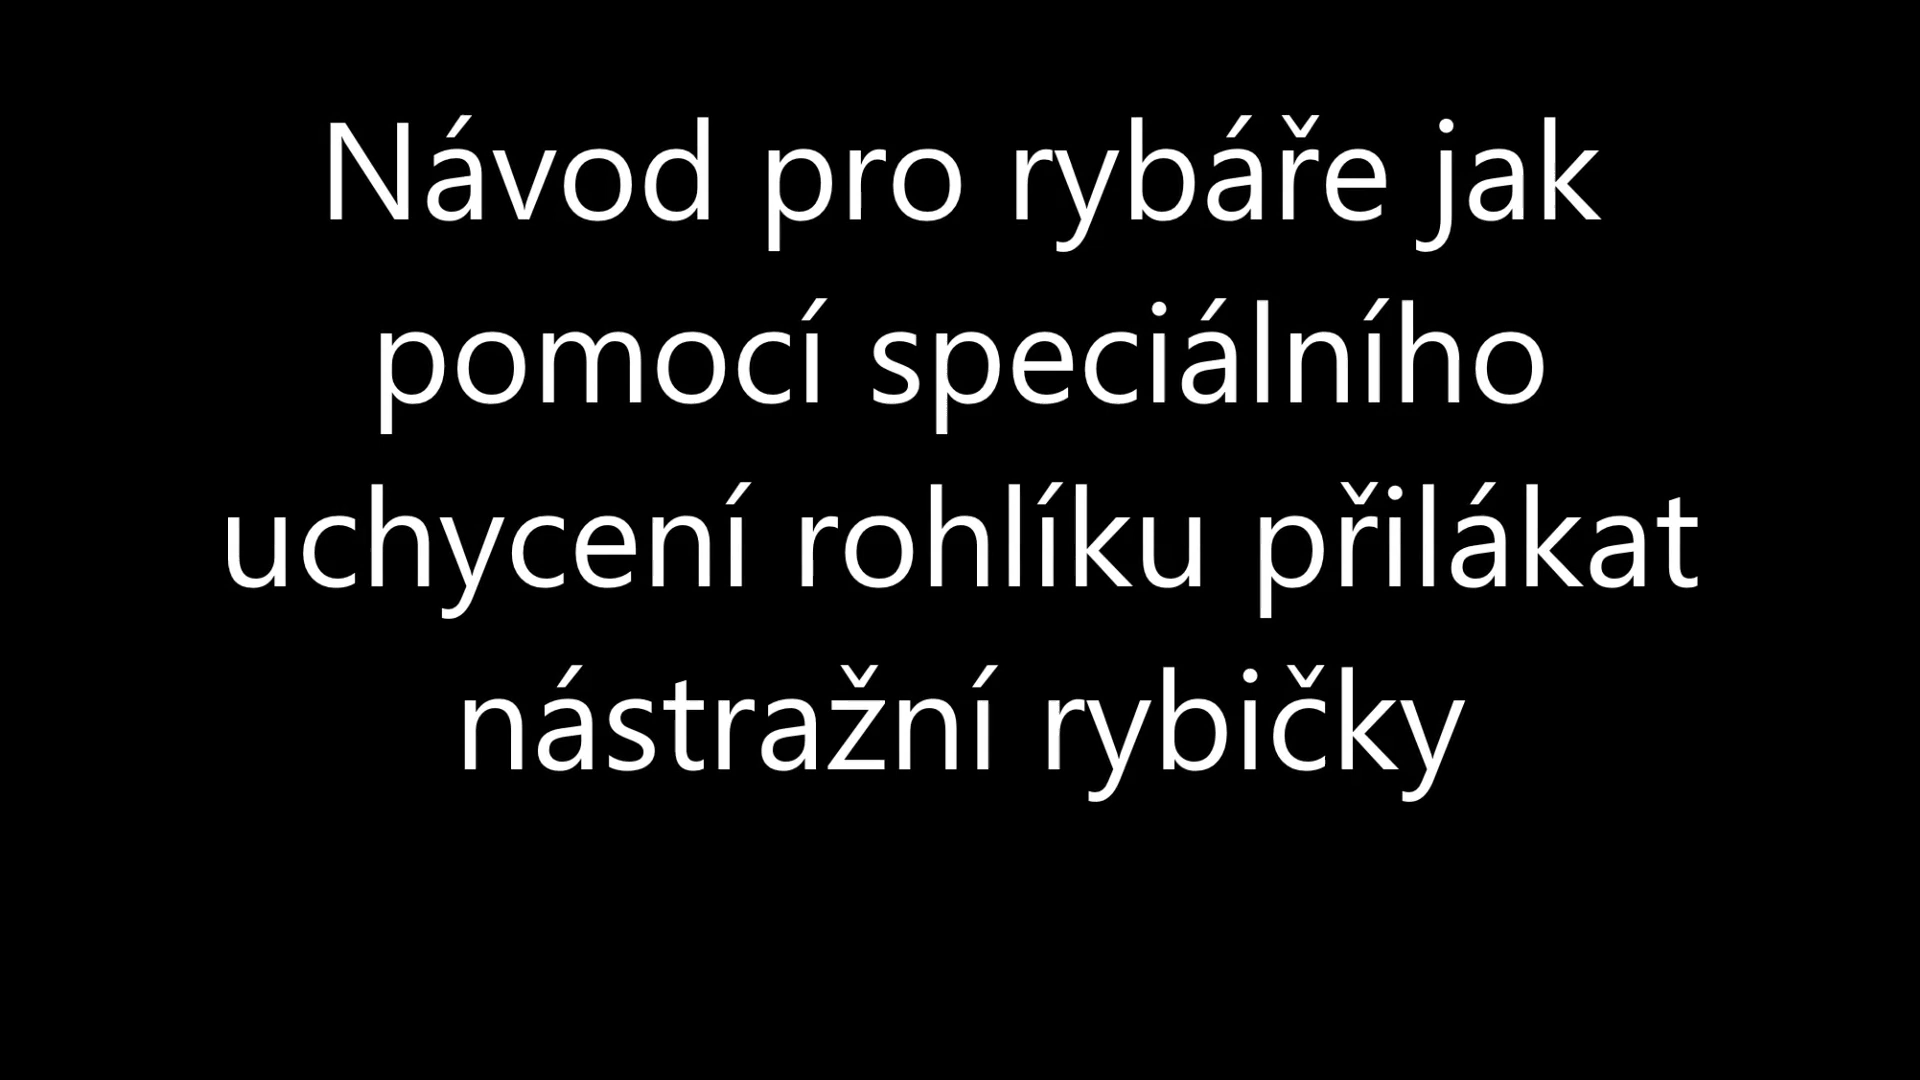 Návod pro rybáře jak
pomocí speciálního
uchycení rohlíku přilákat
nástražní rybičky